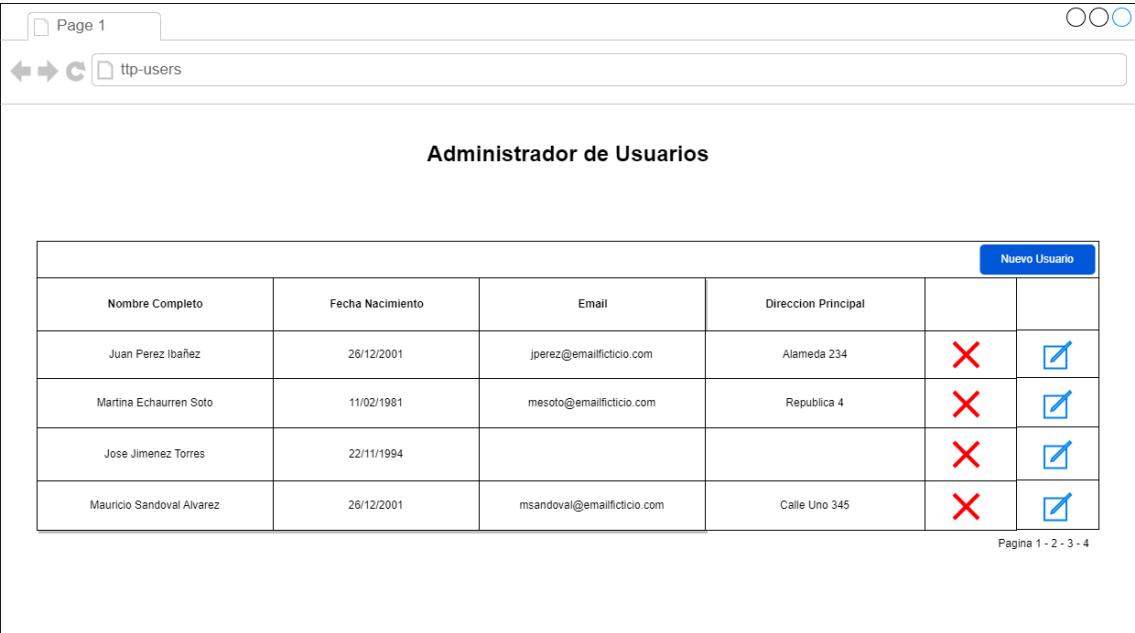 Page 1
ttp-users
Administrador de Usuarios
Nuevo Usuario
Nombre Completo Fecha Nacimiento Email Direccion Principal
Juan Perez Ibañez 26/12/2001 jperez@emailficticio.com Alameda 234
Martina Echaurren Soto 11/02/1981 mesoto@emailficticio.com Republica 4
Jose Jimenez Torres 22/11/1994
Mauricio Sandoval Alvarez 26/12/2001 msandoval@emailficticio.com Calle Uno 345
Pagina 1 - 2 - 3 - 4